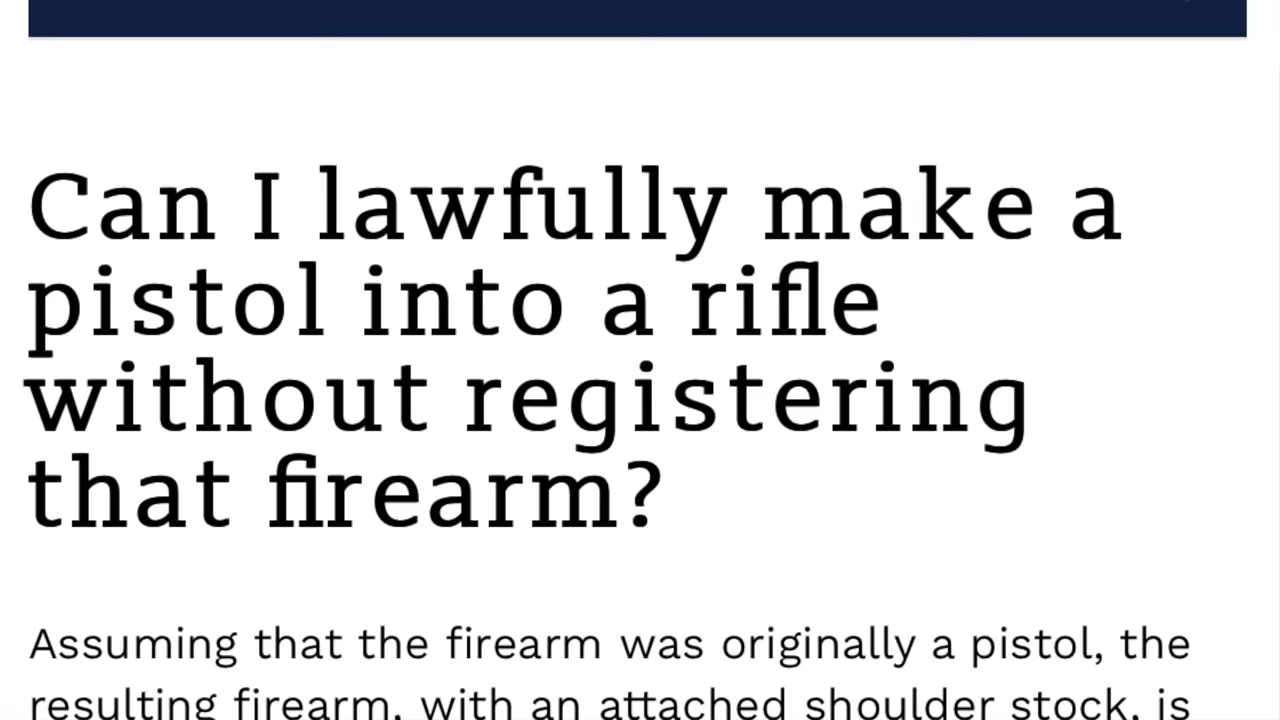 Can I lawfully make a
pistol into a rifle
without registering
that firearm?
Assuming that the firearm was originally a pistol, the
resulting firearm, with an attached shoulder stock, is